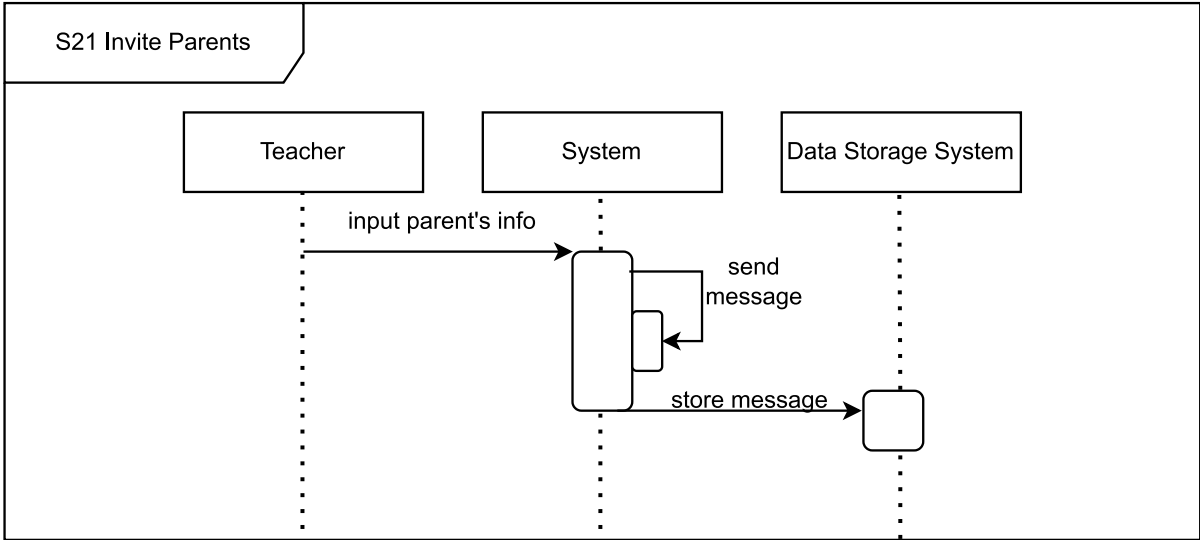 S21 Invite Parents
Teacher
System
Data Storage System
input parent's info
send
message
store message